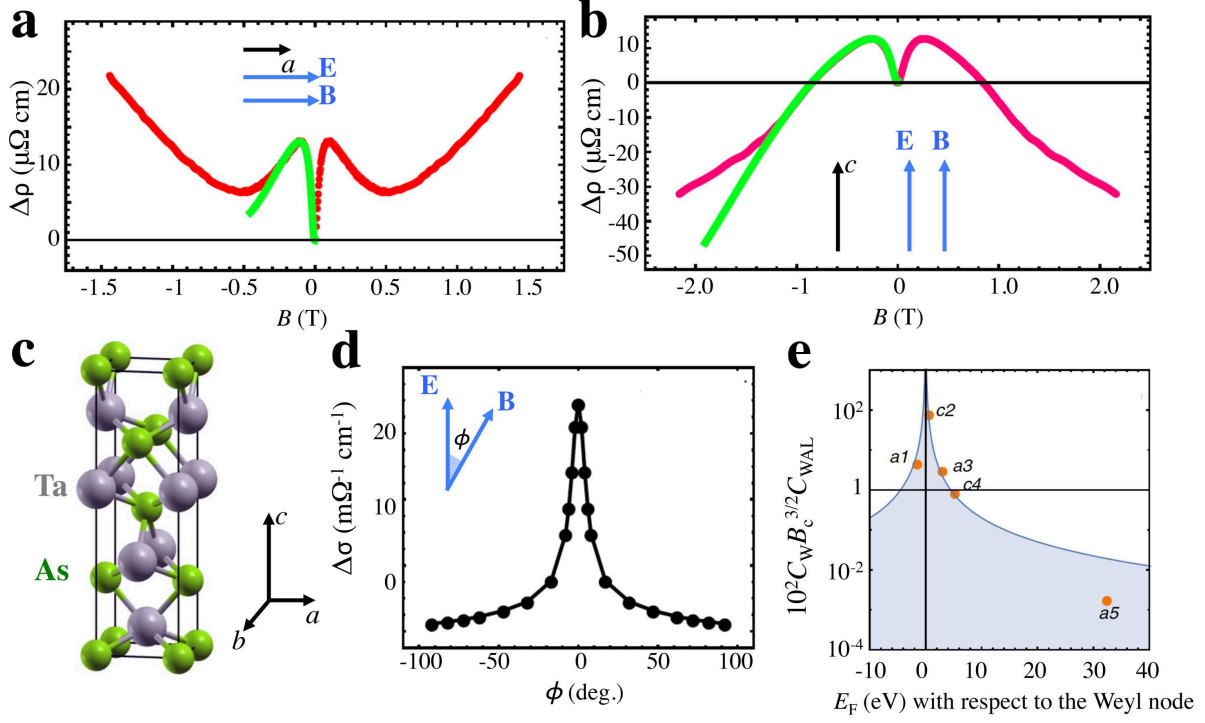 a
Δρ (μΩ cm)
20
10
0
a
E
B
-1.5
-1
-0.5
0
0.5
1.0
1.5
B (T)
b
Δρ (μΩ cm)
10
0
-10
-20
-30
-40
-50
c
E
B
-2.0
-1
0
1.0
2.0
B (T)
c
Ta
As
c
a
b
d
Δσ (mΩ⁻¹ cm⁻¹)
20
10
0
E
B
ϕ
-100
-50
0
50
100
ϕ (deg.)
e
10²C_W B_c^{3/2} C_WAL
10²
1
10⁻²
10⁻⁴
c2
a1
a3
c4
a5
-10
0
10
20
30
40
E_F (eV) with respect to the Weyl node